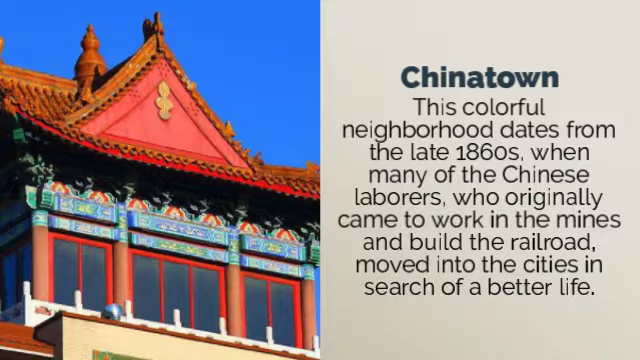 Chinatown
This colorful
neighborhood dates from
the late 1860s, when
many of the Chinese
laborers, who originally
came to work in the mines
and build the railroad,
moved into the cities in
search of a better life.